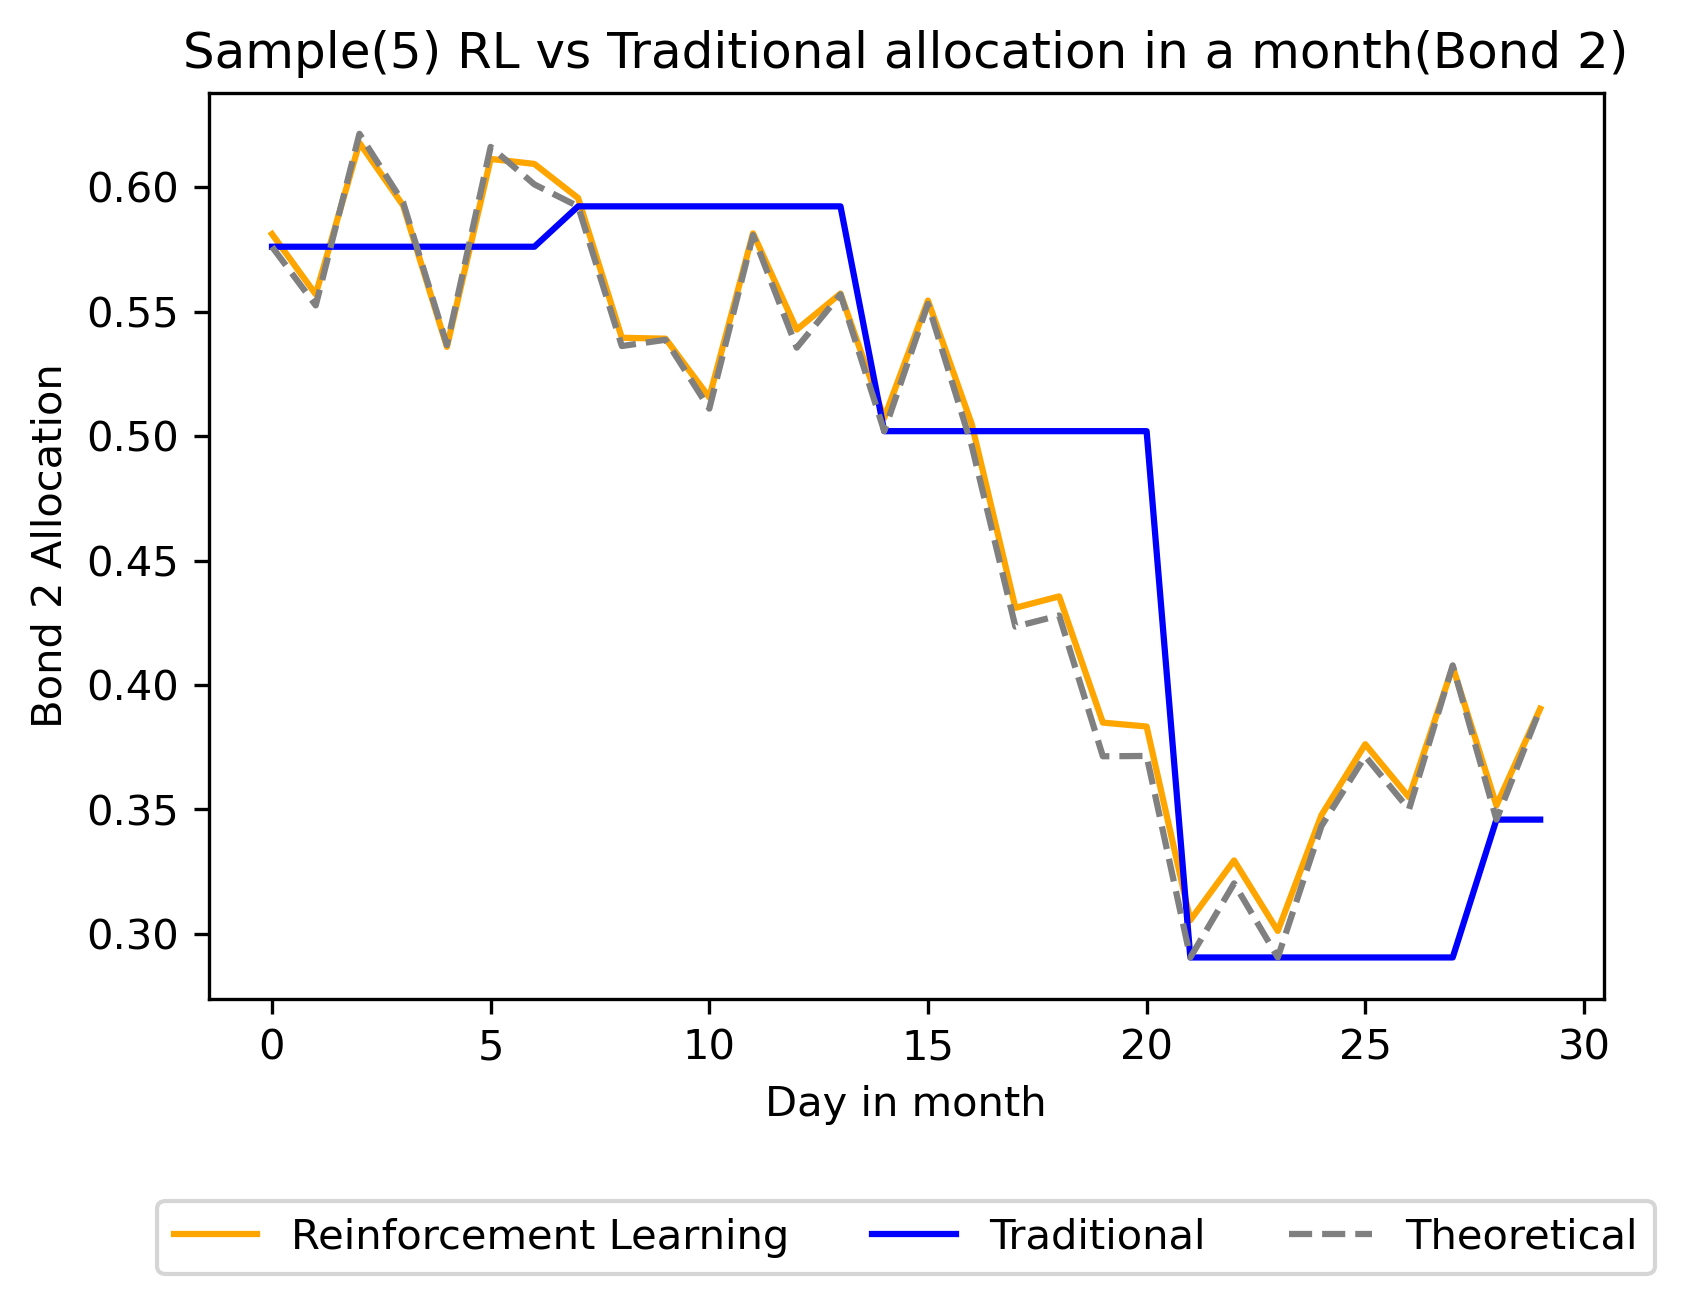 Sample(5) RL vs Traditional allocation in a month(Bond 2)
Bond 2 Allocation
0.60
0.55
0.50
0.45
0.40
0.35
0.30
0 5 10 15 20 25 30
Day in month
Reinforcement Learning Traditional Theoretical